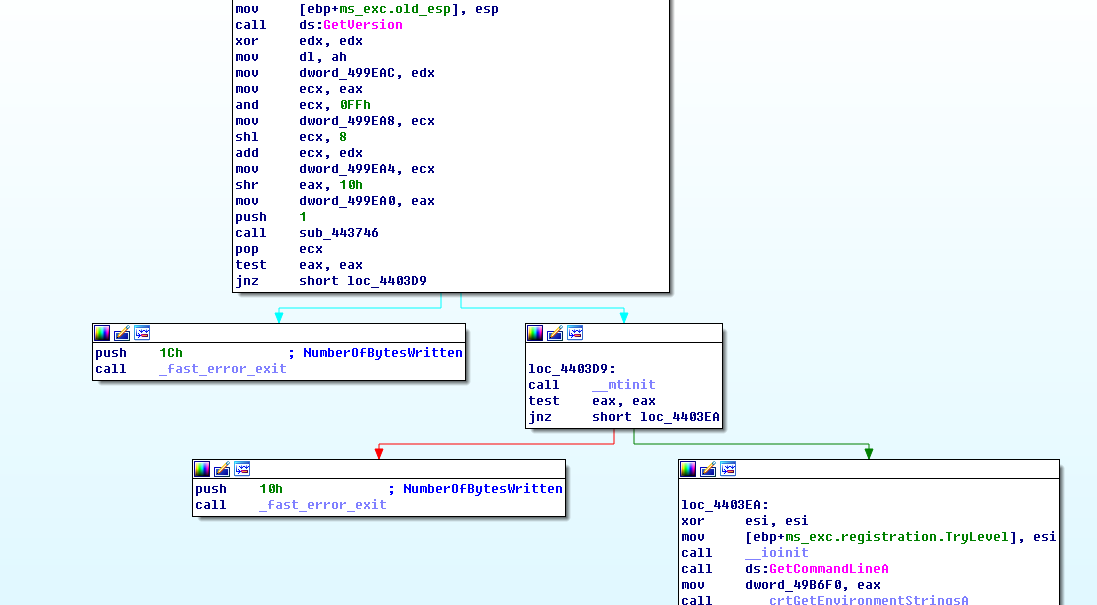 mov [ebp+ms_exc.old_esp], esp
call ds:GetVersion
xor edx, edx
mov dl, ah
mov dword_499EAC, edx
mov ecx, eax
and ecx, 0FFh
mov dword_499EA8, ecx
shl ecx, 8
add ecx, edx
mov dword_499EA4, ecx
shr eax, 10h
mov dword_499EA0, eax
push 1
call sub_443746
pop ecx
test eax, eax
jnz short loc_4403D9
push 1Ch ; NumberOfBytesWritten
call _fast_error_exit
loc_4403D9:
call __mtinit
test eax, eax
jnz short loc_4403EA
push 10h ; NumberOfBytesWritten
call _fast_error_exit
loc_4403EA:
xor esi, esi
mov [ebp+ms_exc.registration.TryLevel], esi
call __ioinit
call ds:GetCommandLineA
mov dword_49B6F0, eax
call ___crtGetEnvironmentStringsA